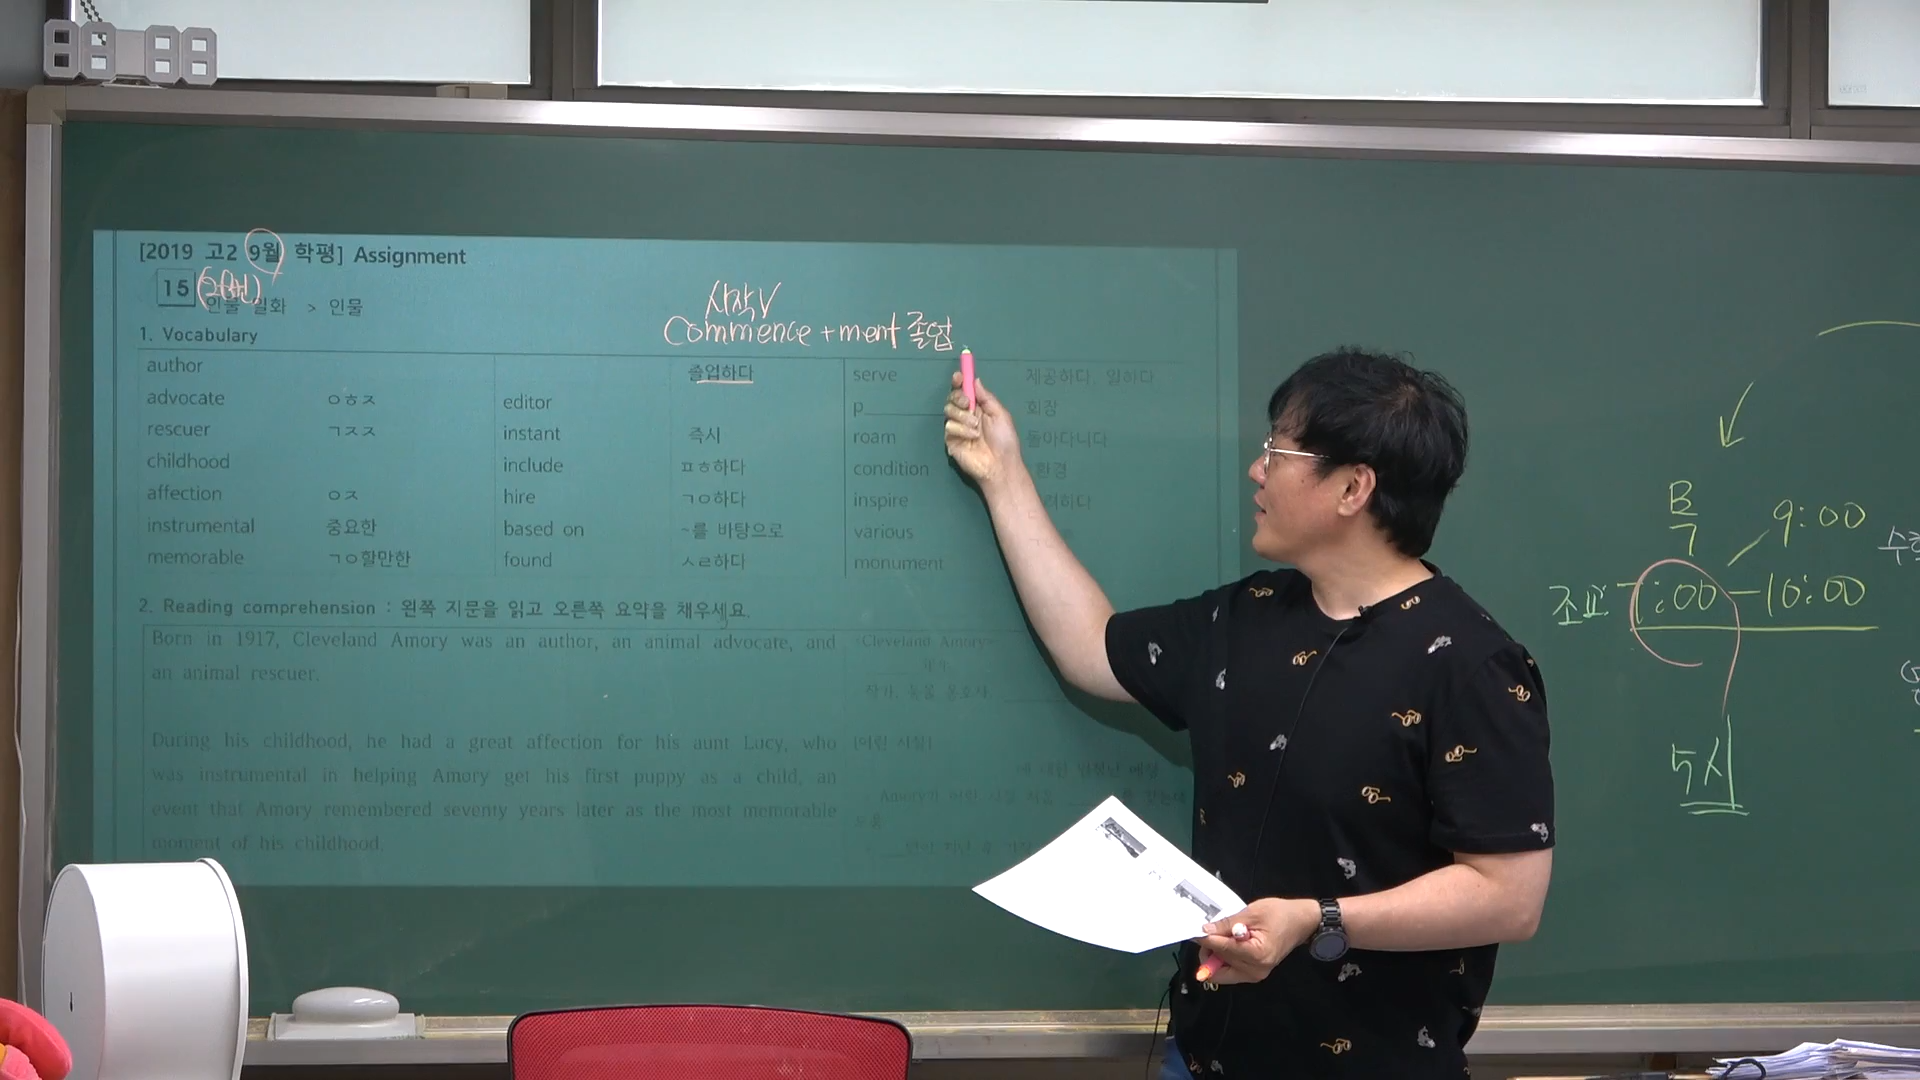 [2019 고2 9월 학평] Assignment
15
인물 일화 > 인물
시작V
Commence + ment 졸업
1. Vocabulary
author 졸업하다 serve 제공하다, 일하다
advocate ㅇㅎㅈ editor p 회장
rescuer ㄱㅈㅈ instant 즉시 roam 돌아다니다
childhood include ㅍㅎ하다 condition 환경
affection ㅇㅈ hire ㄱㅇ하다 inspire
instrumental 중요한 based on ~를 바탕으로 various
memorable ㄱㅇ할만한 found ㅅㄹ하다 monument
2. Reading comprehension : 왼쪽 지문을 읽고 오른쪽 요약을 채우세요.
Born in 1917, Cleveland Amory was an author, an animal advocate, and
an animal rescuer.
During his childhood, he had a great affection for his aunt Lucy, who
was instrumental in helping Amory get his first puppy as a child, an
event that Amory remembered seventy years later as the most memorable
moment of his childhood.
<Cleveland Amory>
작가, 동물 옹호사
[어린 시절]
9:00
7:00 - 10:00
5시